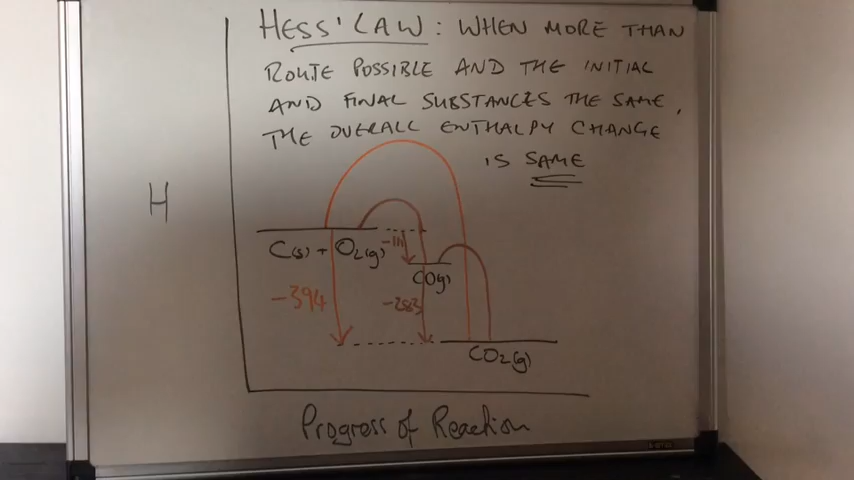 HESS' LAW : WHEN MORE THAN
ROUTE POSSIBLE AND THE INITIAL
AND FINAL SUBSTANCES THE SAME,
THE OVERALL ENTHALPY CHANGE
IS SAME
H
C(s) + O2(g)
-111
CO(g)
-394
-283
CO2(g)
Progress of Reaction